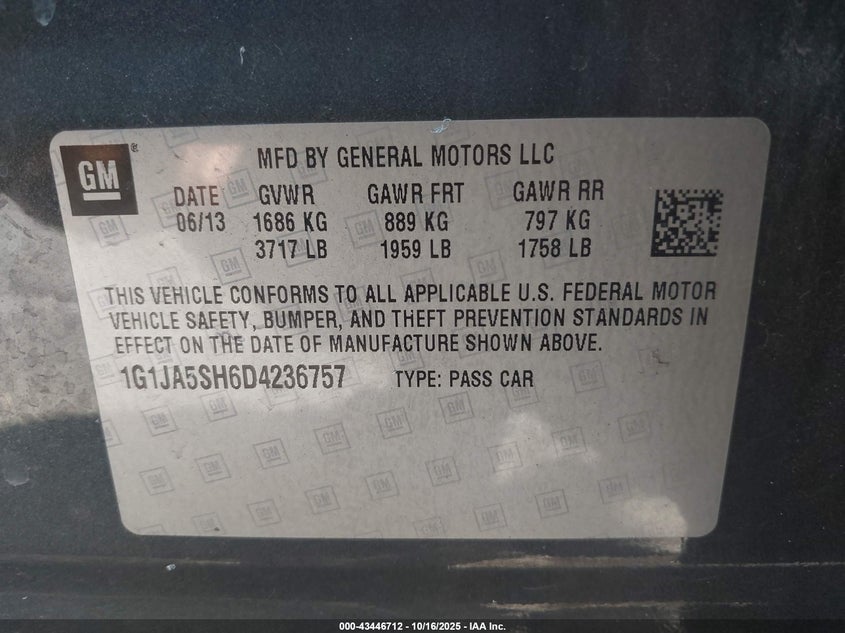 GM ®
MFD BY GENERAL MOTORS LLC
DATE GVWR GAWR FRT GAWR RR
06/13 1686 KG 889 KG 797 KG
3717 LB 1959 LB 1758 LB
THIS VEHICLE CONFORMS TO ALL APPLICABLE U.S. FEDERAL MOTOR
VEHICLE SAFETY, BUMPER, AND THEFT PREVENTION STANDARDS IN
EFFECT ON THE DATE OF MANUFACTURE SHOWN ABOVE.
1G1JA5SH6D4236757 TYPE: PASS CAR
000-43446712 - 10/16/2025 - IAA Inc.